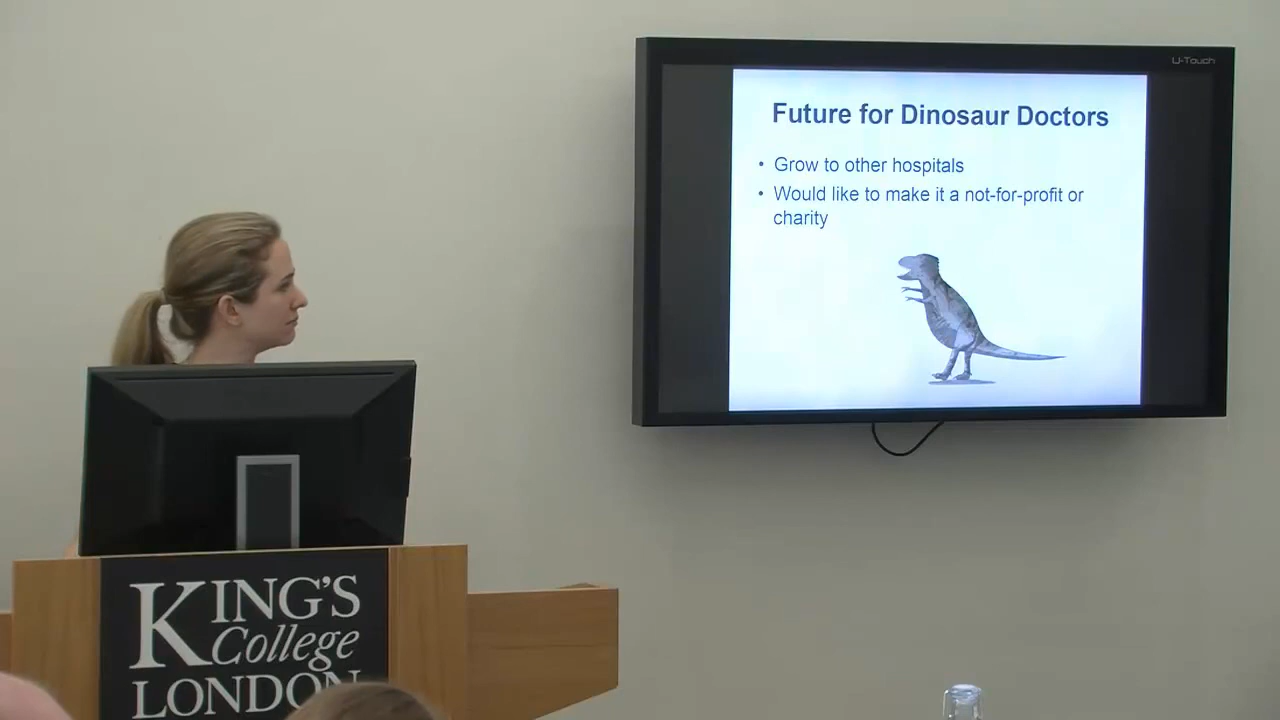 U-Touch
Future for Dinosaur Doctors
• Grow to other hospitals
• Would like to make it a not-for-profit or
charity
KING'S
College
LONDON